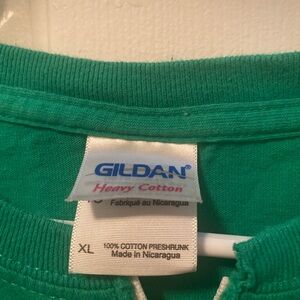 GILDAN®
Heavy Cotton
Fabriqué au Nicaragua
XL
100% COTTON PRESHRUNK
Made in Nicaragua